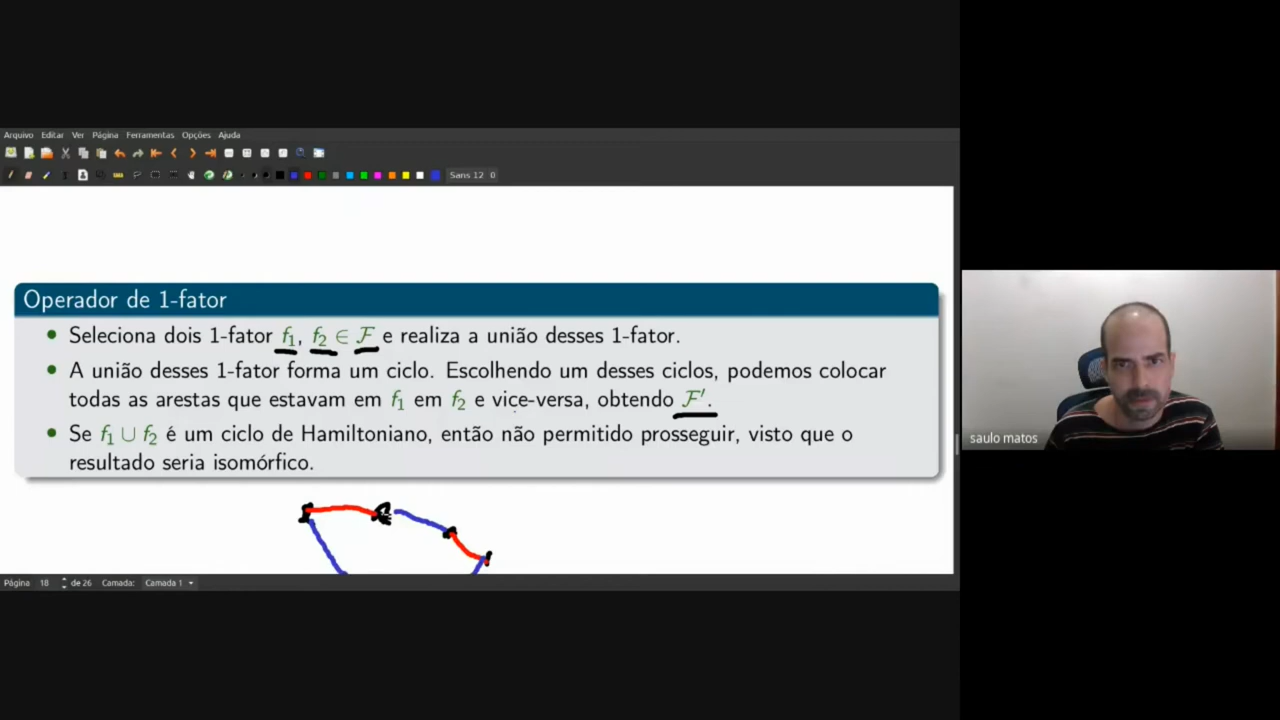 Arquivo Editar Ver Página Ferramentas Opções Ajuda
Sans 12 0
Operador de 1-fator
• Seleciona dois 1-fator f₁, f₂ ∈ ℱ e realiza a união desses 1-fator.
• A união desses 1-fator forma um ciclo. Escolhendo um desses ciclos, podemos colocar
todas as arestas que estavam em f₁ em f₂ e vice-versa, obtendo ℱ′.
• Se f₁ ∪ f₂ é um ciclo de Hamiltoniano, então não permitido prosseguir, visto que o
resultado seria isomórfico.
saulo matos
Página 18 de 26 Camada: Camada 1